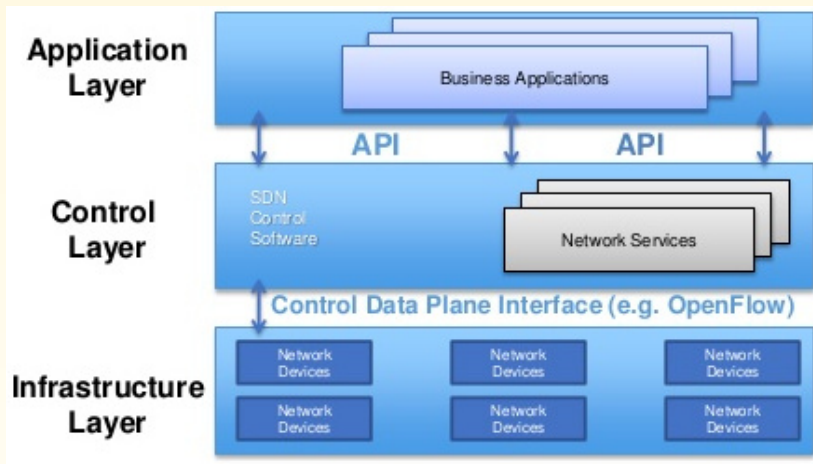 Application
Layer
Business Applications
API
API
Control
Layer
SDN
Control
Software
Network Services
Control Data Plane Interface (e.g. OpenFlow)
Infrastructure
Layer
Network
Devices
Network
Devices
Network
Devices
Network
Devices
Network
Devices
Network
Devices